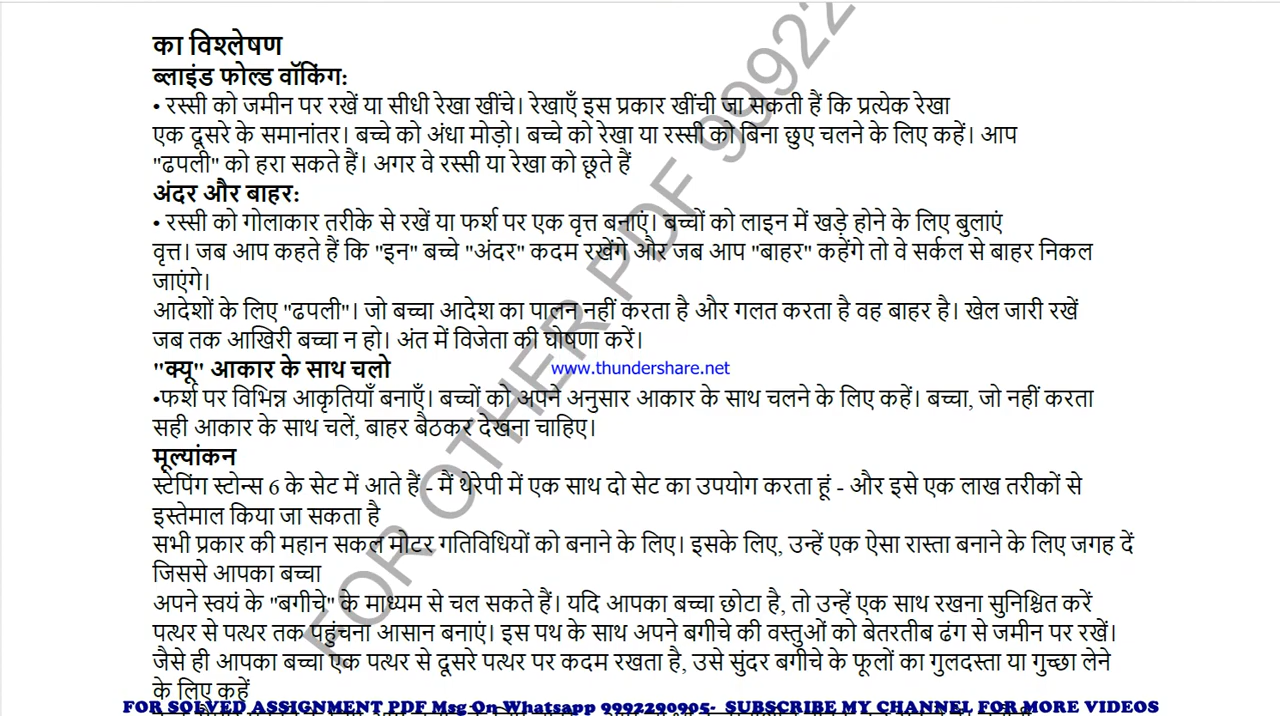 का विश्लेषण
ब्लाइंड फोल्ड वॉकिंग:
• रस्सी को जमीन पर रखें या सीधी रेखा खींचे। रेखाएँ इस प्रकार खींची जा सकती हैं कि प्रत्येक रेखा
एक दूसरे के समानांतर। बच्चे को अंधा मोड़ो। बच्चे को रेखा या रस्सी को बिना छुए चलने के लिए कहें। आप
"ढपली" को हरा सकते हैं। अगर वे रस्सी या रेखा को छूते हैं
अंदर और बाहर:
• रस्सी को गोलाकार तरीके से रखें या फर्श पर एक वृत्त बनाएं। बच्चों को लाइन में खड़े होने के लिए बुलाएं
वृत्त। जब आप कहते हैं कि "इन" बच्चे "अंदर" कदम रखेंगे और जब आप "बाहर" कहेंगे तो वे सर्कल से बाहर निकल
जाएंगे।
आदेशों के लिए "ढपली"। जो बच्चा आदेश का पालन नहीं करता है और गलत करता है वह बाहर है। खेल जारी रखें
जब तक आखिरी बच्चा न हो। अंत में विजेता की घोषणा करें।
"क्यू" आकार के साथ चलो
www.thundershare.net
•फर्श पर विभिन्न आकृतियाँ बनाएँ। बच्चों को अपने अनुसार आकार के साथ चलने के लिए कहें। बच्चा, जो नहीं करता
सही आकार के साथ चलें, बाहर बैठकर देखना चाहिए।
मूल्यांकन
स्टेपिंग स्टोन्स 6 के सेट में आते हैं - मैं थेरेपी में एक साथ दो सेट का उपयोग करता हूं - और इसे एक लाख तरीकों से
इस्तेमाल किया जा सकता है
सभी प्रकार की महान सकल मोटर गतिविधियों को बनाने के लिए। इसके लिए, उन्हें एक ऐसा रास्ता बनाने के लिए जगह दें
जिससे आपका बच्चा
अपने स्वयं के "बगीचे" के माध्यम से चल सकते हैं। यदि आपका बच्चा छोटा है, तो उन्हें एक साथ रखना सुनिश्चित करें
पत्थर से पत्थर तक पहुंचना आसान बनाएं। इस पथ के साथ अपने बगीचे की वस्तुओं को बेतरतीब ढंग से जमीन पर रखें।
जैसे ही आपका बच्चा एक पत्थर से दूसरे पत्थर पर कदम रखता है, उसे सुंदर बगीचे के फूलों का गुलदस्ता या गुच्छा लेने
के लिए कहें
FOR SOLVED ASSIGNMENT PDF Msg On Whatsapp 9992290905- SUBSCRIBE MY CHANNEL FOR MORE VIDEOS
FOR OTHER PDF 99922